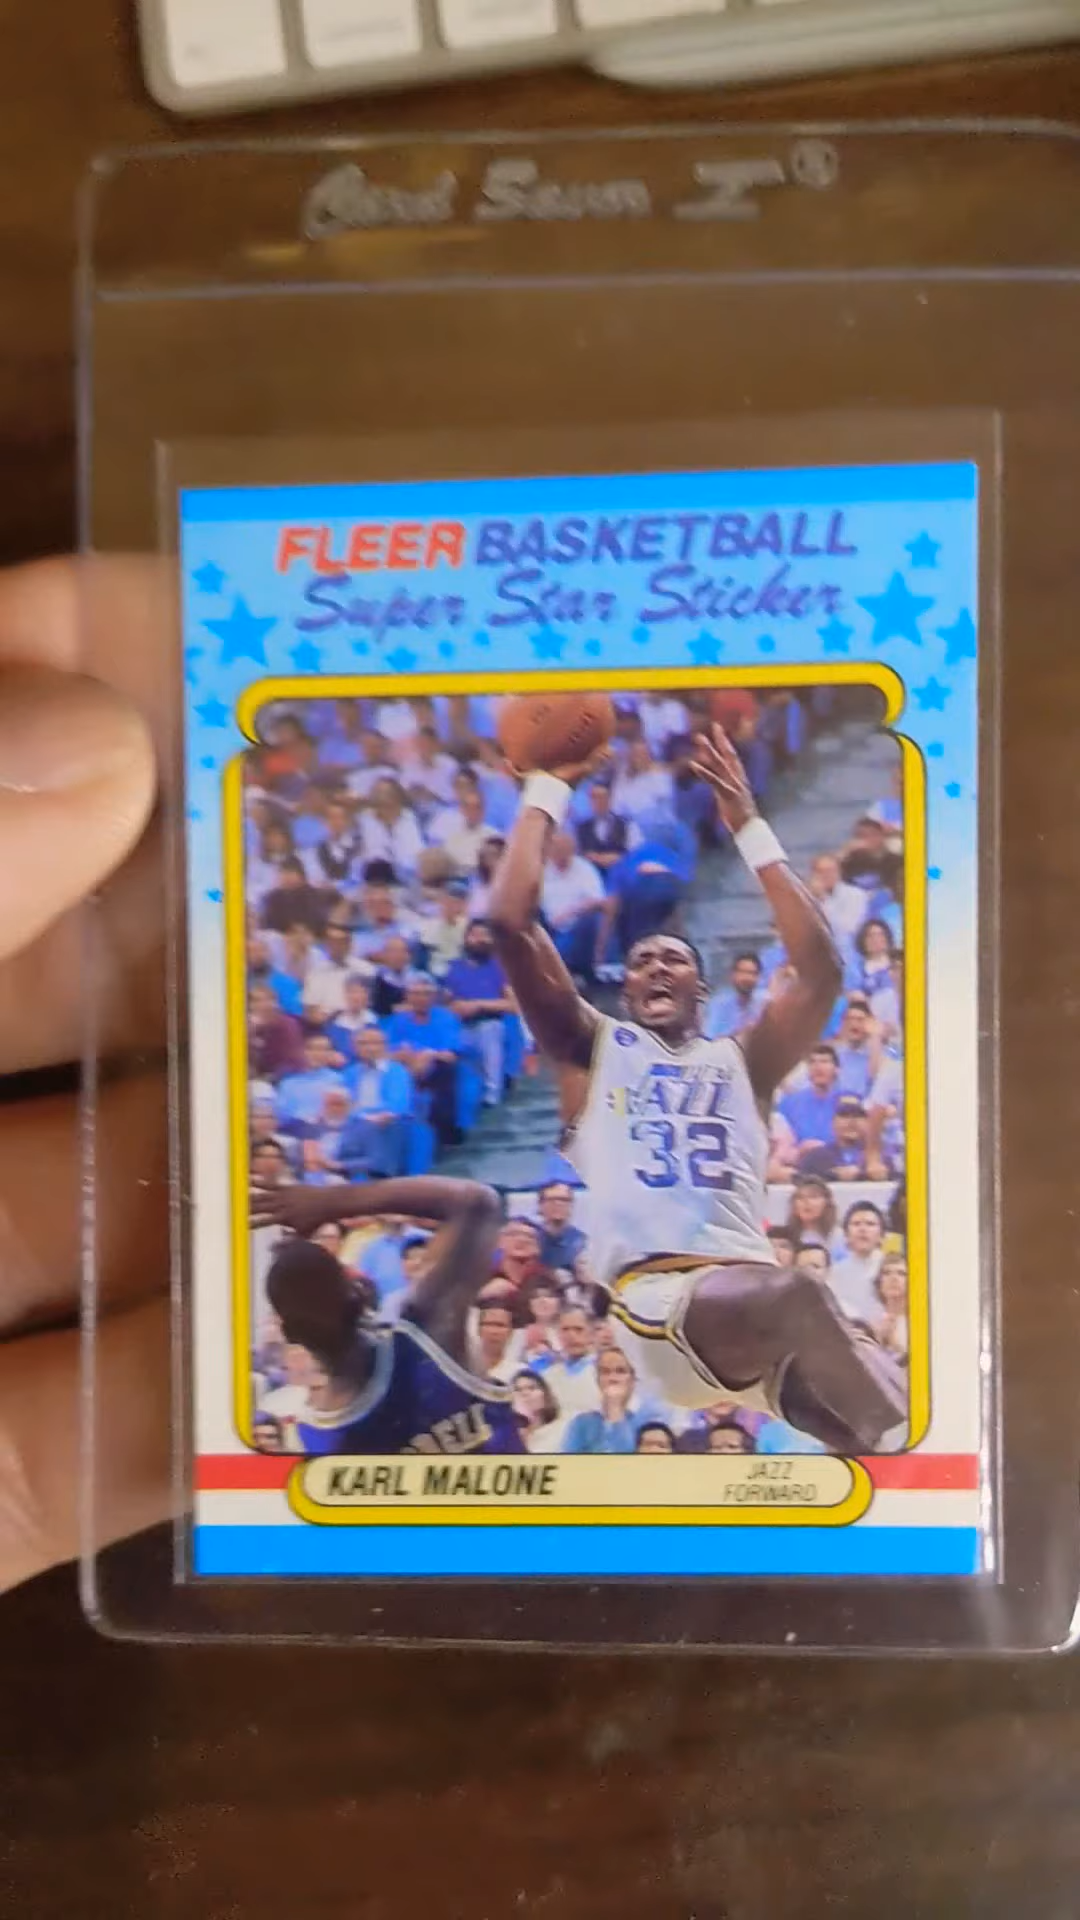 Card Saver I®
FLEER BASKETBALL
Super Star Sticker
JAZZ
32
KARL MALONE
JAZZ
FORWARD